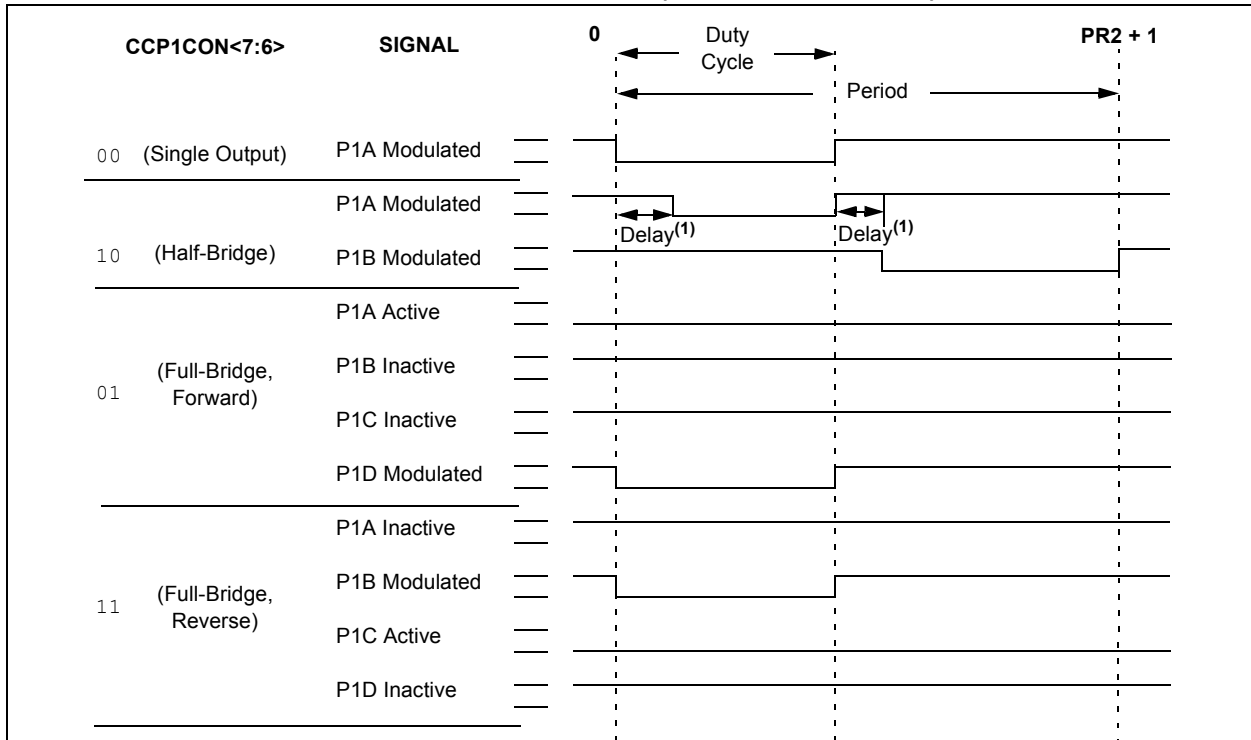 CCP1CON<7:6> SIGNAL 0 Duty Cycle PR2 + 1
Period
00 (Single Output) P1A Modulated
P1A Modulated
Delay(1) Delay(1)
10 (Half-Bridge) P1B Modulated
P1A Active
01 (Full-Bridge, Forward) P1B Inactive
P1C Inactive
P1D Modulated
P1A Inactive
11 (Full-Bridge, Reverse) P1B Modulated
P1C Active
P1D Inactive